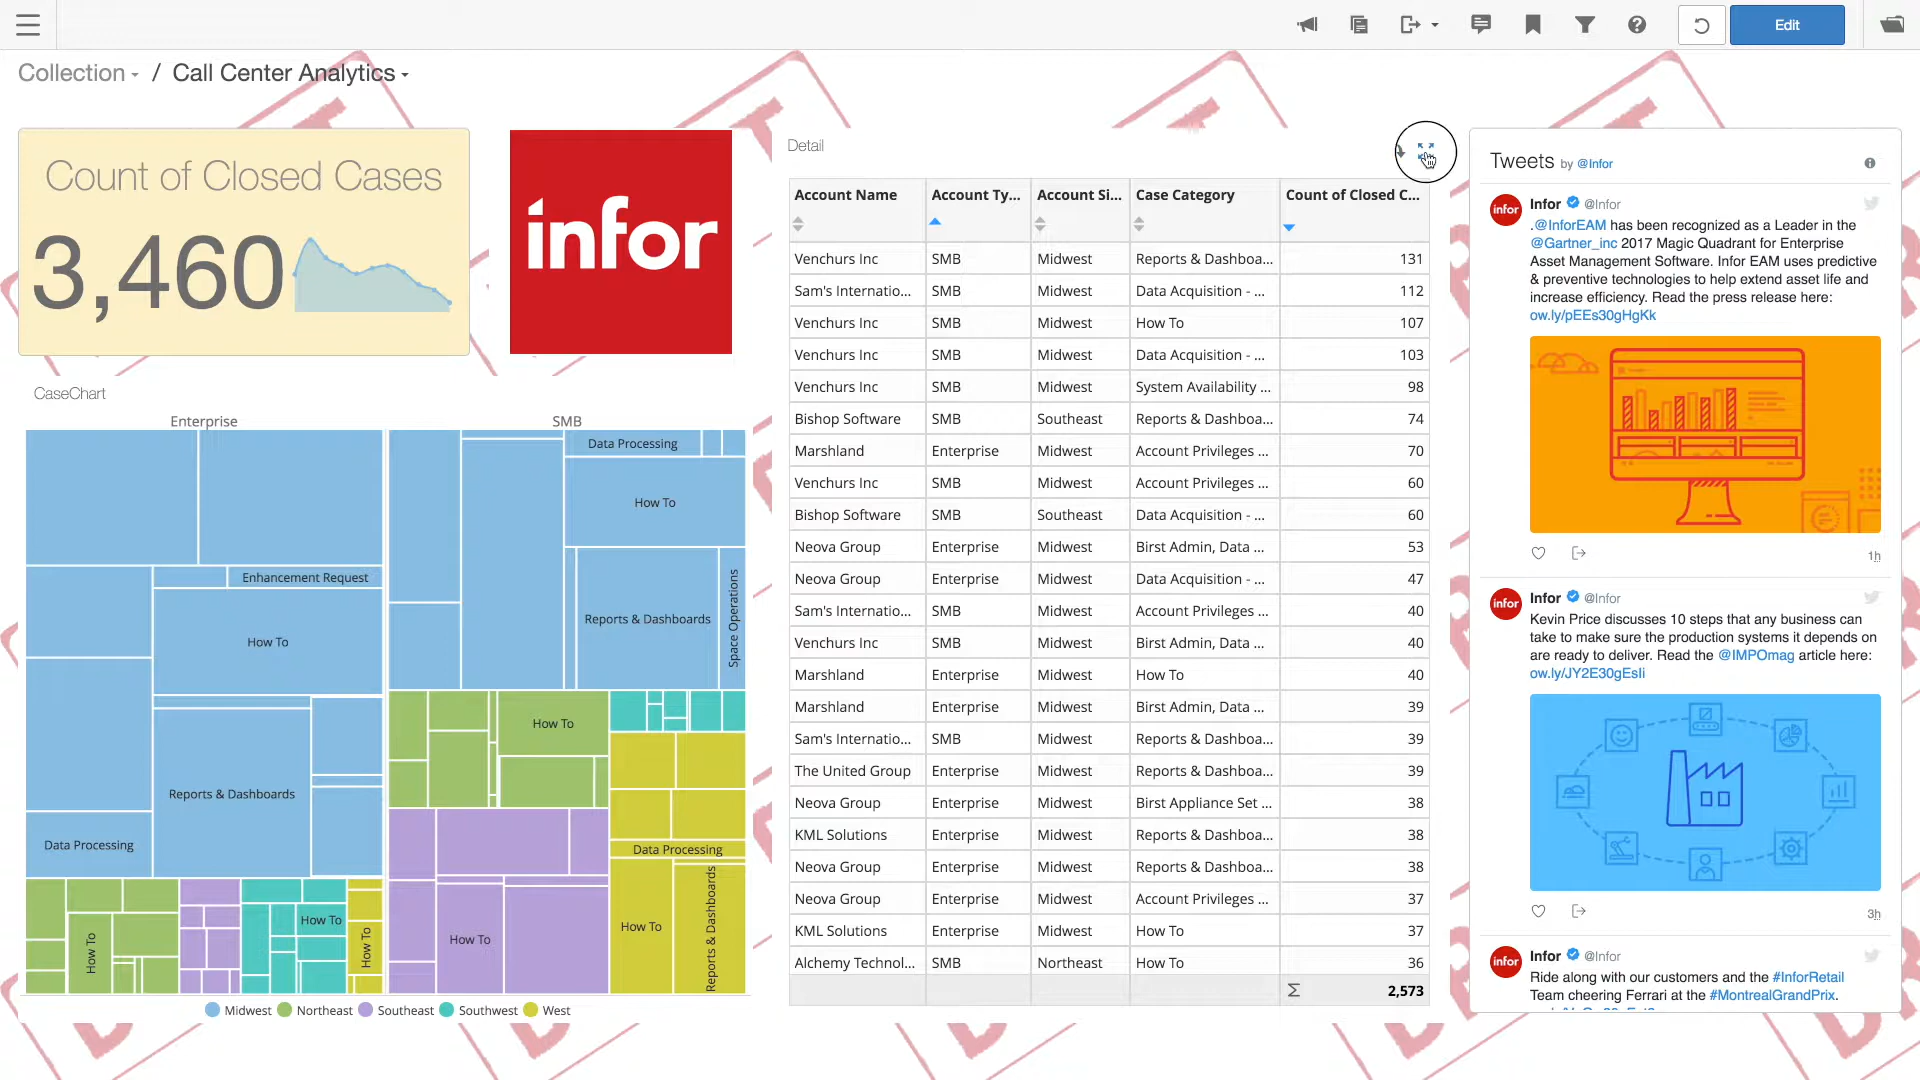 Edit
Collection / Call Center Analytics
Count of Closed Cases
3,460
infor
CaseChart
Enterprise SMB
Data Processing
How To
Enhancement Request
Reports & Dashboards
Space Operations
How To
How To
Reports & Dashboards
Data Processing
Data Processing
How To
How To
How To
How To
How To
How To
Reports & Dashboards
Midwest Northeast Southeast Southwest West
Detail
Account Name Account Ty... Account Si... Case Category Count of Closed C...
Venchurs Inc SMB Midwest Reports & Dashboa... 131
Sam's Internatio... SMB Midwest Data Acquisition - ... 112
Venchurs Inc SMB Midwest How To 107
Venchurs Inc SMB Midwest Data Acquisition - ... 103
Venchurs Inc SMB Midwest System Availability ... 98
Bishop Software SMB Southeast Reports & Dashboa... 74
Marshland Enterprise Midwest Account Privileges ... 70
Venchurs Inc SMB Midwest Account Privileges ... 60
Bishop Software SMB Southeast Data Acquisition - ... 60
Neova Group Enterprise Midwest Birst Admin, Data ... 53
Neova Group Enterprise Midwest Data Acquisition - ... 47
Sam's Internatio... SMB Midwest Account Privileges ... 40
Venchurs Inc SMB Midwest Birst Admin, Data ... 40
Marshland Enterprise Midwest How To 40
Marshland Enterprise Midwest Birst Admin, Data ... 39
Sam's Internatio... SMB Midwest Reports & Dashboa... 39
The United Group Enterprise Midwest Reports & Dashboa... 39
Neova Group Enterprise Midwest Birst Appliance Set ... 38
KML Solutions Enterprise Midwest Reports & Dashboa... 38
Neova Group Enterprise Midwest Reports & Dashboa... 38
Neova Group Enterprise Midwest Account Privileges ... 37
KML Solutions Enterprise Midwest How To 37
Alchemy Technol... SMB Northeast How To 36
Σ 2,573
Tweets by @Infor
infor Infor @Infor
.@InforEAM has been recognized as a Leader in the
@Gartner_inc 2017 Magic Quadrant for Enterprise
Asset Management Software. Infor EAM uses predictive
& preventive technologies to help extend asset life and
increase efficiency. Read the press release here:
ow.ly/pEEs30gHgKk
1h
infor Infor @Infor
Kevin Price discusses 10 steps that any business can
take to make sure the production systems it depends on
are ready to deliver. Read the @IMPOmag article here:
ow.ly/JY2E30gEsIi
3h
infor Infor @Infor
Ride along with our customers and the #InforRetail
Team cheering Ferrari at the #MontrealGrandPrix.